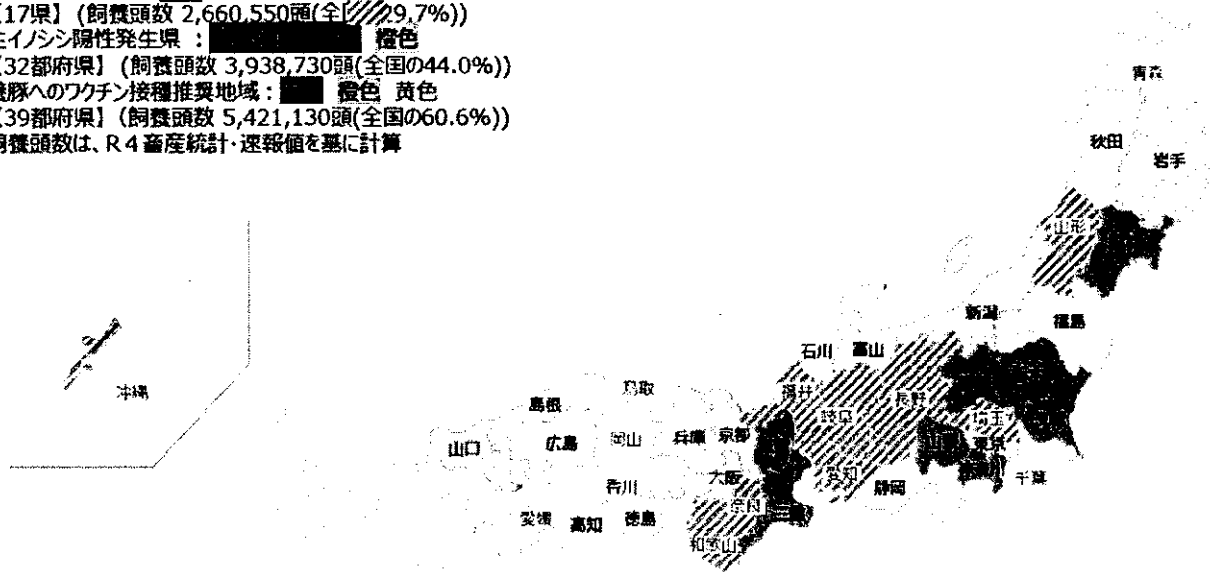 【17県】(飼養頭数 2,660,550頭(全国 29.7%))
イノシシ陽性発生県： 橙色
【32都府県】(飼養頭数 3,938,730頭(全国の44.0%))
豚へのワクチン接種推奨地域： 橙色 黄色
【39都府県】(飼養頭数 5,421,130頭(全国の60.6%))
飼養頭数は、R4畜産統計・速報値を基に計算
青森
秋田
岩手
山形
新潟
福島
石川 富山
福井
長野
岐阜
埼玉
東京
沖縄
鳥取
島根
山口
広島
岡山
兵庫
京都
大阪
愛知
静岡
千葉
香川
奈良
三重
愛媛
高知
徳島
和歌山